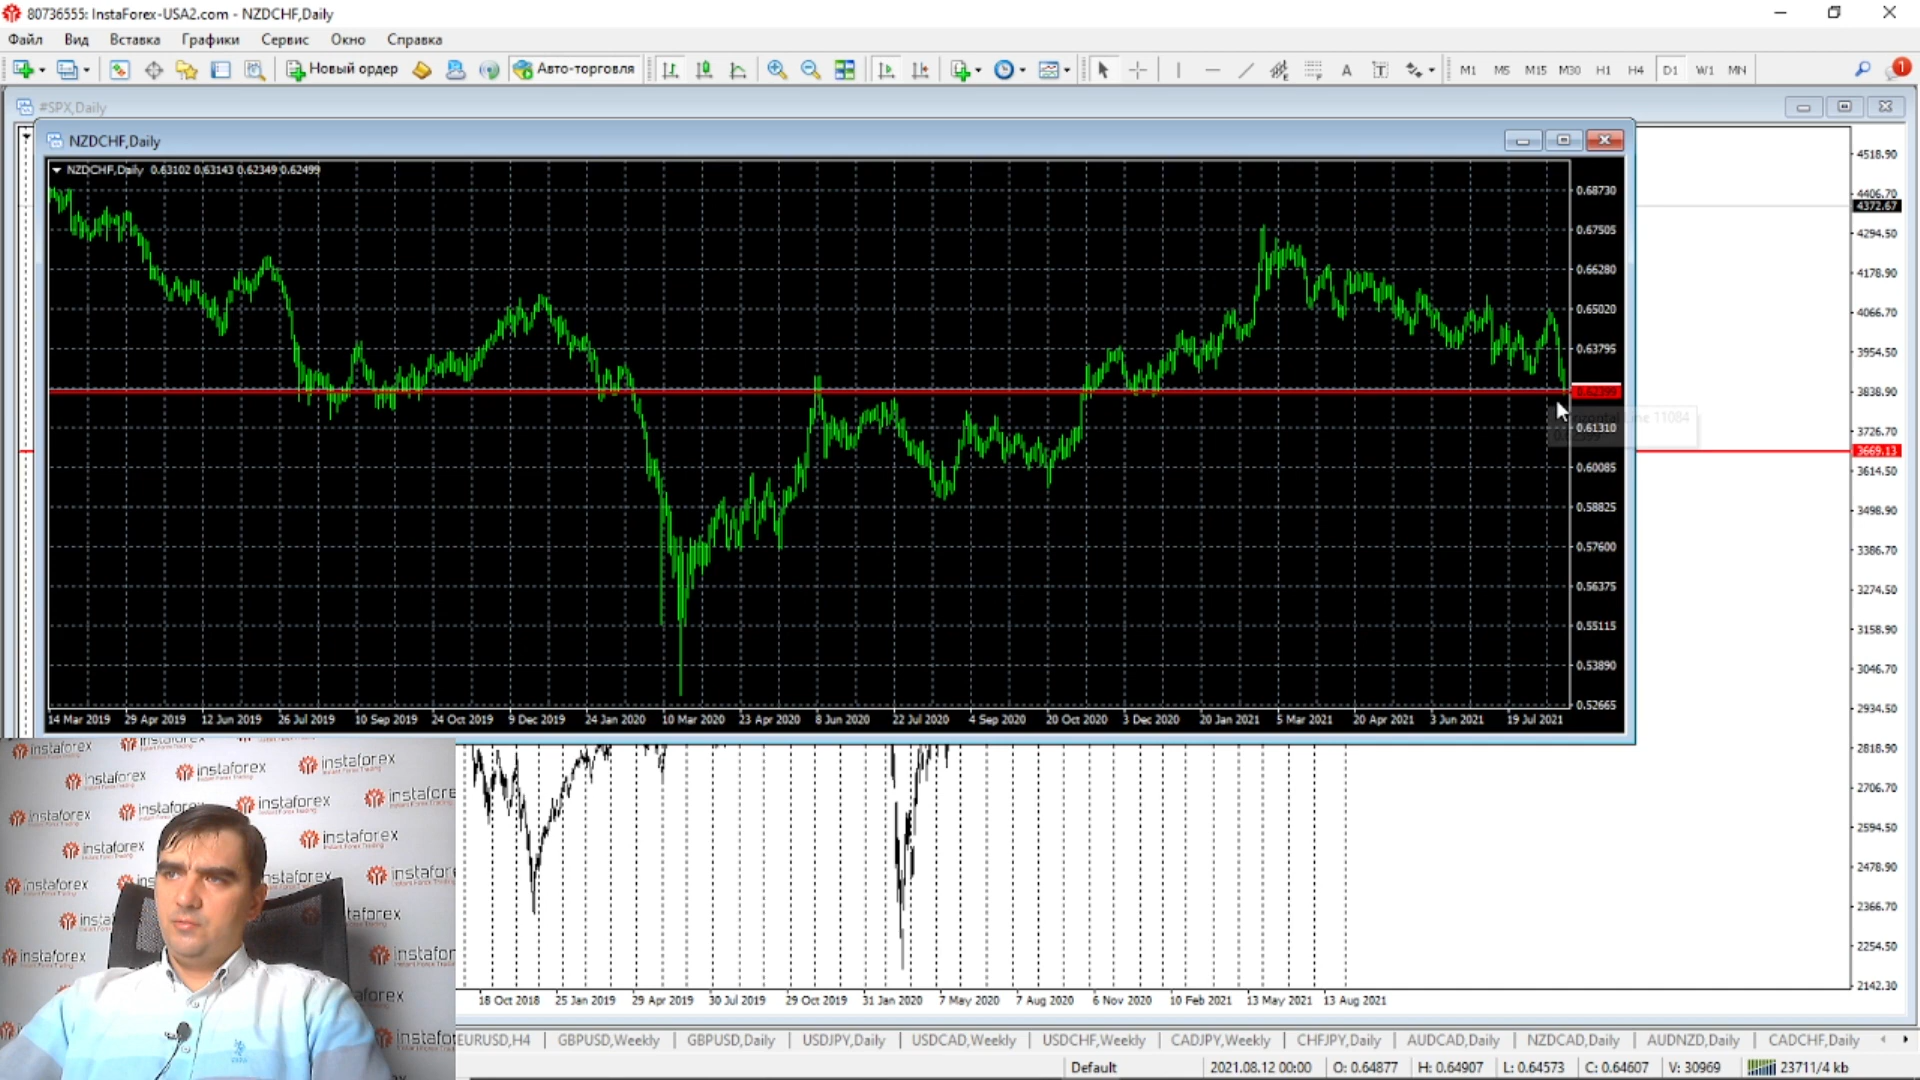 80736555: InstaForex-USA2.com - NZDCHF,Daily
Файл Вид Вставка Графики Сервис Окно Справка
Новый ордер Авто-торговля M1 M5 M15 M30 H1 H4 D1 W1 MN 1
#SPX,Daily
NZDCHF,Daily
NZDCHF,Daily 0.63102 0.63143 0.62349 0.62499
0.68730
0.67505
0.66280
0.65020
0.63795
0.61310
0.60085
0.58825
0.57600
0.56375
0.55115
0.53890
0.52665
Line 11084
14 Mar 2019 29 Apr 2019 12 Jun 2019 26 Jul 2019 10 Sep 2019 24 Oct 2019 9 Dec 2019 24 Jan 2020 10 Mar 2020 23 Apr 2020 8 Jun 2020 22 Jul 2020 4 Sep 2020 20 Oct 2020 3 Dec 2020 20 Jan 2021 5 Mar 2021 20 Apr 2021 3 Jun 2021 19 Jul 2021
4518.90
4406.70
4372.67
4294.50
4178.90
4066.70
3954.50
3838.90
3726.70
3669.13
3614.50
3498.90
3386.70
3274.50
3158.90
3046.70
2934.50
2818.90
2706.70
2594.50
2478.90
2366.70
2254.50
2142.30
instaforex
instaforex
instaforex
instaforex
instaforex
instaforex
instaforex
instaforex
instaforex
instaforex
instaforex
18 Oct 2018 25 Jan 2019 29 Apr 2019 30 Jul 2019 29 Oct 2019 31 Jan 2020 7 May 2020 7 Aug 2020 6 Nov 2020 10 Feb 2021 13 May 2021 13 Aug 2021
EURUSD,H4 GBPUSD,Weekly GBPUSD,Daily USDJPY,Daily USDCAD,Weekly USDCHF,Weekly CADJPY,Weekly CHFJPY,Daily AUDCAD,Daily NZDCAD,Daily AUDNZD,Daily CADCHF,Daily
Default 2021.08.12 00:00 O: 0.64877 H: 0.64907 L: 0.64573 C: 0.64607 V: 30969 23711/4 kb